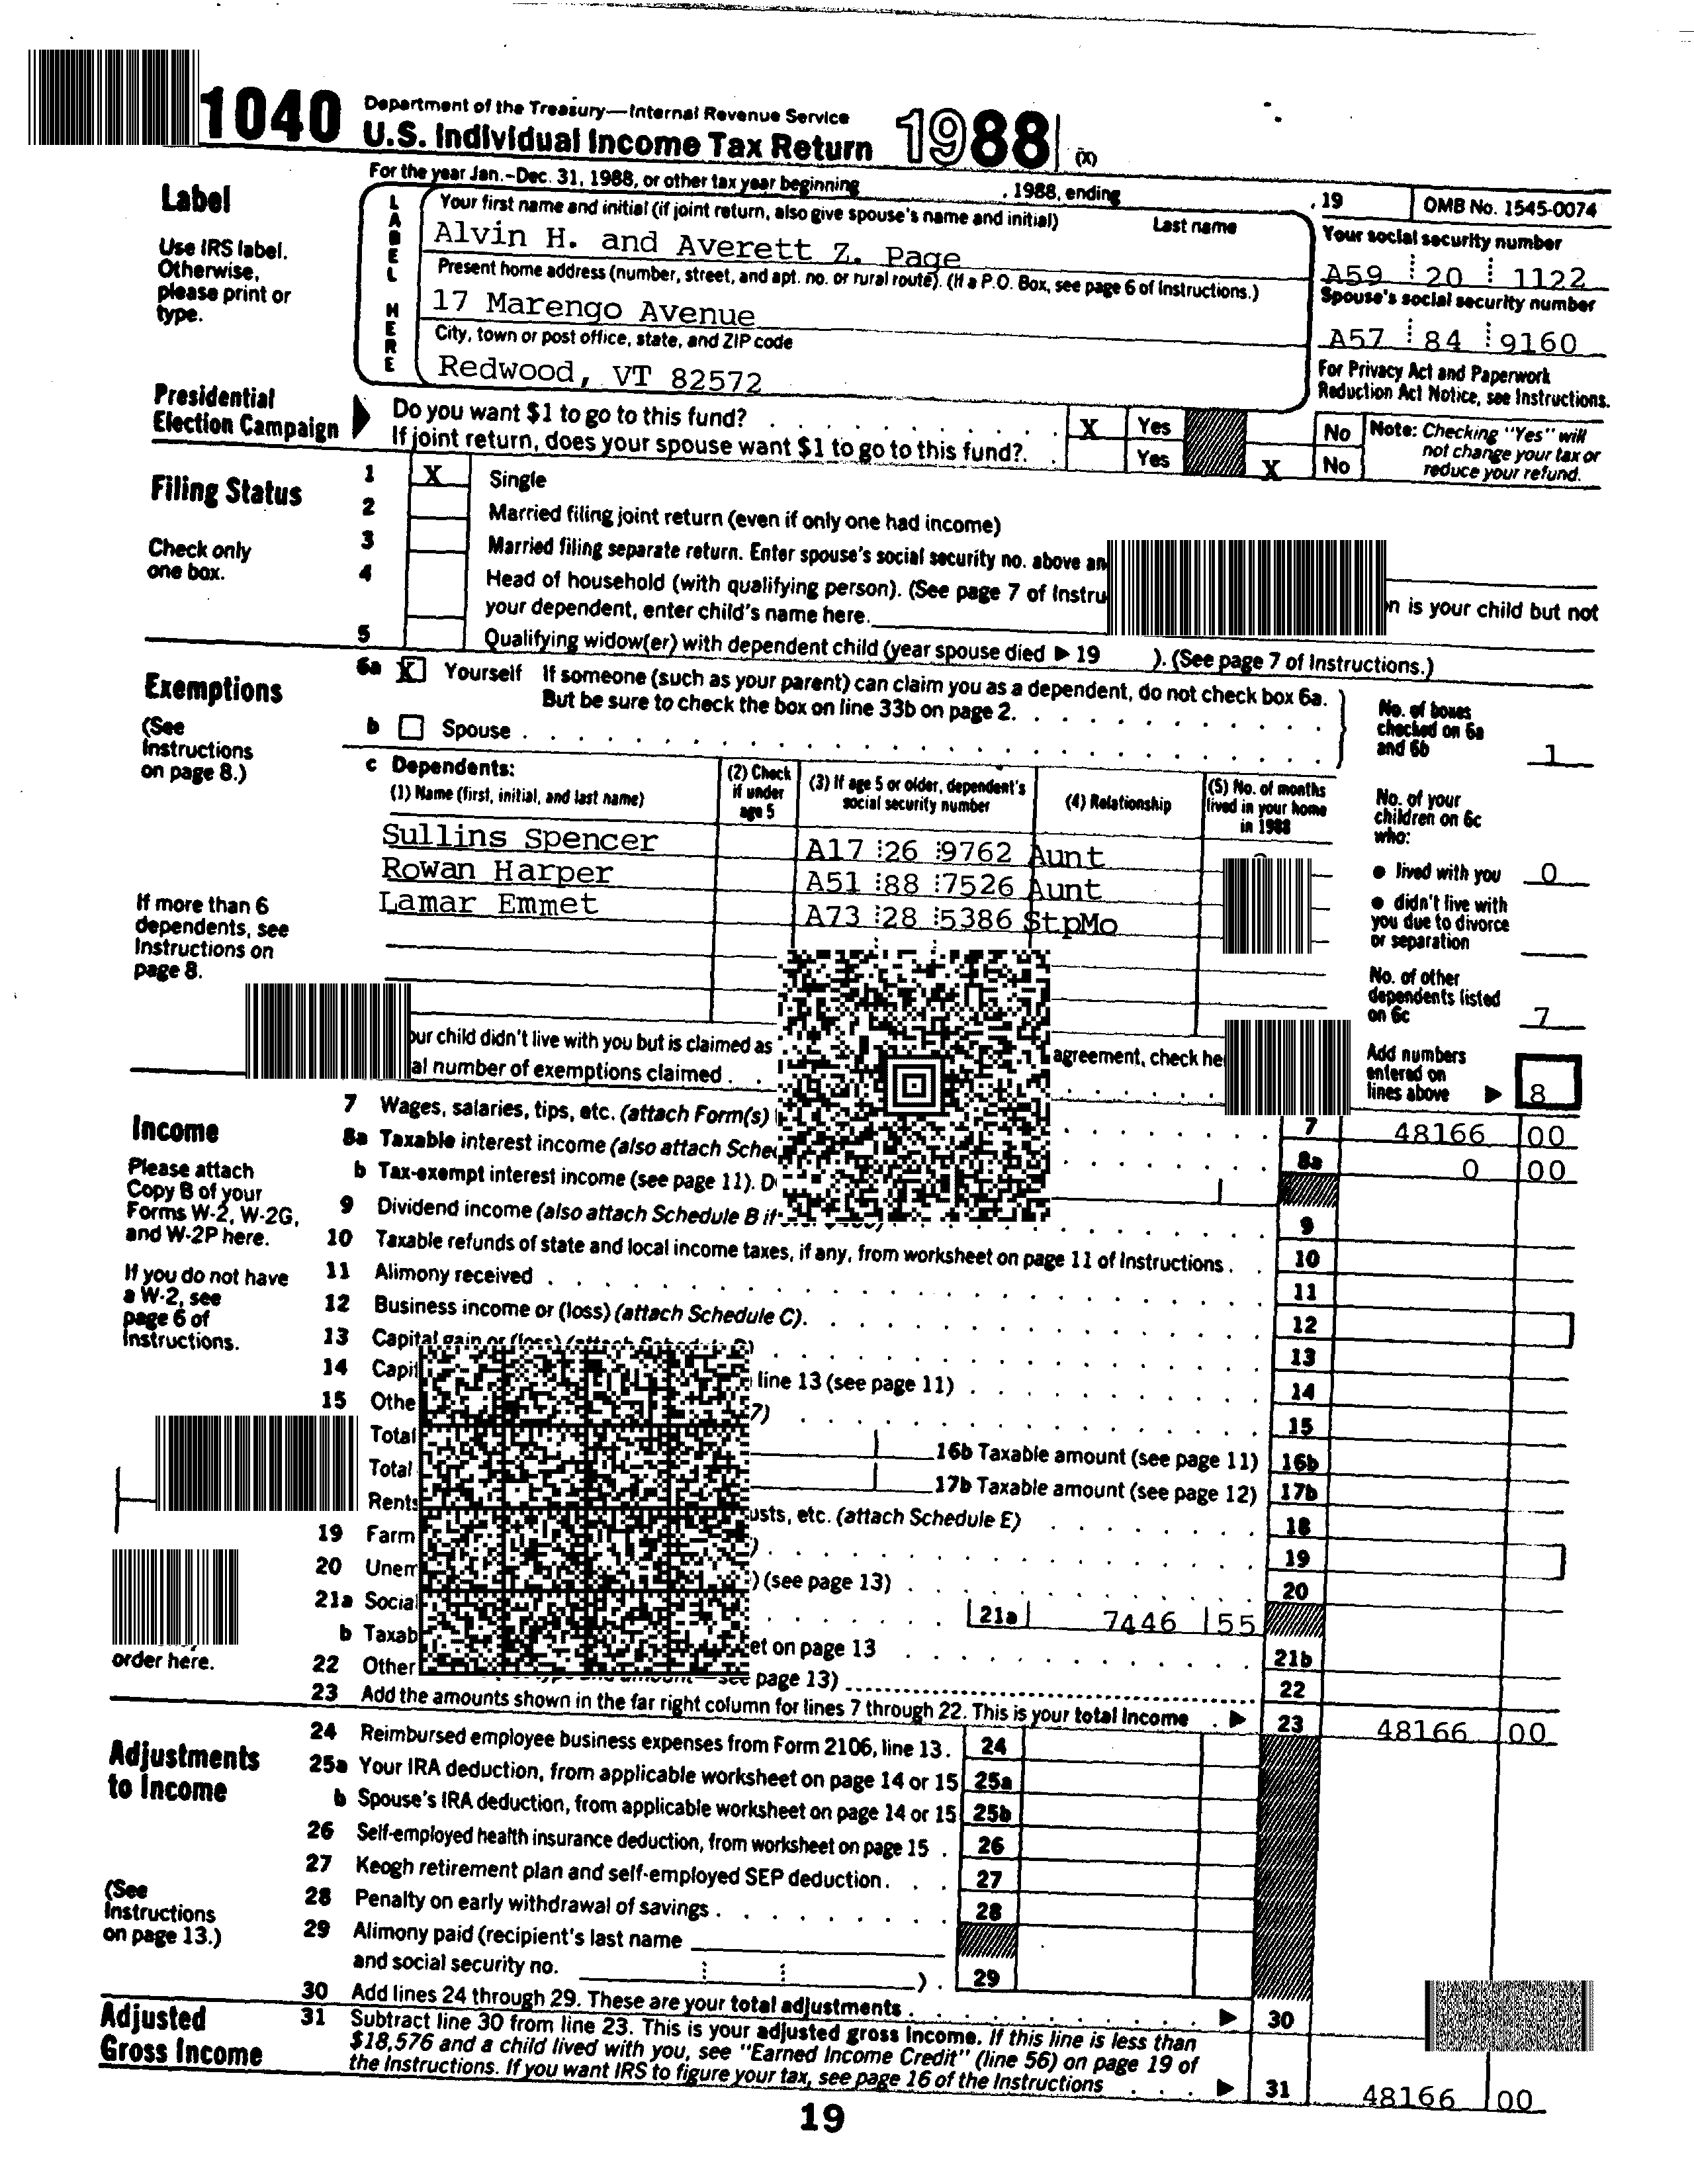 1040 Department of the Treasury—Internal Revenue Service
U.S. Individual Income Tax Return 1988 (X)
For the year Jan.–Dec. 31, 1988, or other tax year beginning , 1988, ending , 19 OMB No. 1545-0074
Label
Use IRS label.
Otherwise,
please print or
type.
LABEL HERE
Your first name and initial (if joint return, also give spouse's name and initial) Last name
Alvin H. and Averett Z. Page
Present home address (number, street, and apt. no. or rural route). (If a P.O. Box, see page 6 of Instructions.)
17 Marengo Avenue
City, town or post office, state, and ZIP code
Redwood, VT 82572
Your social security number
A59 20 1122
Spouse's social security number
A57 84 9160
For Privacy Act and Paperwork
Reduction Act Notice, see Instructions.
Presidential
Election Campaign
Do you want $1 to go to this fund? X Yes No
If joint return, does your spouse want $1 to go to this fund? Yes X No
Note: Checking "Yes" will
not change your tax or
reduce your refund.
Filing Status
Check only
one box.
1 X Single
2 Married filing joint return (even if only one had income)
3 Married filing separate return. Enter spouse's social security no. above an
4 Head of household (with qualifying person). (See page 7 of Instru
n is your child but not
your dependent, enter child's name here.
5 Qualifying widow(er) with dependent child (year spouse died ▶ 19 ). (See page 7 of Instructions.)
Exemptions
(See
Instructions
on page 8.)
6a X Yourself If someone (such as your parent) can claim you as a dependent, do not check box 6a.
But be sure to check the box on line 33b on page 2.
b Spouse
No. of boxes
checked on 6a
and 6b 1
c Dependents:
(1) Name (first, initial, and last name)
(2) Check
if under
age 5
(3) If age 5 or older, dependent's
social security number
(4) Relationship
(5) No. of months
lived in your home
in 1988
Sullins Spencer A17 26 9762 Aunt
Rowan Harper A51 88 7526 Aunt
Lamar Emmet A73 28 5386 StpMo
If more than 6
dependents, see
Instructions on
page 8.
No. of your
children on 6c
who:
● lived with you 0
● didn't live with
you due to divorce
or separation
No. of other
dependents listed
on 6c 7
our child didn't live with you but is claimed as agreement, check he
al number of exemptions claimed
Add numbers
entered on
lines above ▶ 8
Income
Please attach
Copy B of your
Forms W-2, W-2G,
and W-2P here.
If you do not have
a W-2, see
page 6 of
Instructions.
order here.
7 Wages, salaries, tips, etc. (attach Form(s) 7 48166 00
8a Taxable interest income (also attach Sche 8a 0 00
b Tax-exempt interest income (see page 11). D
9 Dividend income (also attach Schedule B if 9
10 Taxable refunds of state and local income taxes, if any, from worksheet on page 11 of Instructions 10
11 Alimony received 11
12 Business income or (loss) (attach Schedule C) 12
13 Capital gain or (loss) (attach Schedule D) 13
14 Capit line 13 (see page 11) 14
15 Othe 7) 15
Total 16b Taxable amount (see page 11) 16b
Total 17b Taxable amount (see page 12) 17b
Rents usts, etc. (attach Schedule E) 18
19 Farm 19
20 Unem ) (see page 13) 20
21a Social 21a 7446 55
b Taxab et on page 13 21b
22 Other see page 13) 22
23 Add the amounts shown in the far right column for lines 7 through 22. This is your total income ▶ 23 48166 00
Adjustments
to Income
(See
Instructions
on page 13.)
24 Reimbursed employee business expenses from Form 2106, line 13. 24
25a Your IRA deduction, from applicable worksheet on page 14 or 15 25a
b Spouse's IRA deduction, from applicable worksheet on page 14 or 15 25b
26 Self-employed health insurance deduction, from worksheet on page 15 26
27 Keogh retirement plan and self-employed SEP deduction 27
28 Penalty on early withdrawal of savings 28
29 Alimony paid (recipient's last name
and social security no. ) 29
30 Add lines 24 through 29. These are your total adjustments ▶ 30
Adjusted
Gross Income
31 Subtract line 30 from line 23. This is your adjusted gross income. If this line is less than
$18,576 and a child lived with you, see "Earned Income Credit" (line 56) on page 19 of
the Instructions. If you want IRS to figure your tax, see page 16 of the Instructions ▶ 31 48166 00
19